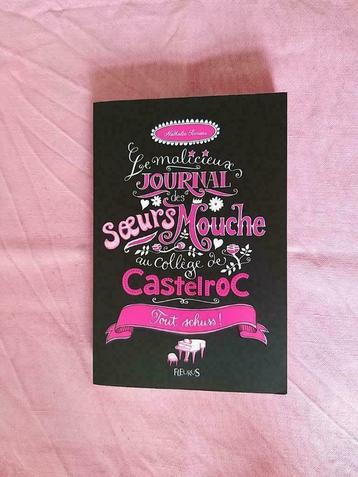 Nathalie Somers
Le malicieux
JOURNAL
des
Sœurs Mouche
au collège de
Castelroc
Tout schuss !
FLEURUS